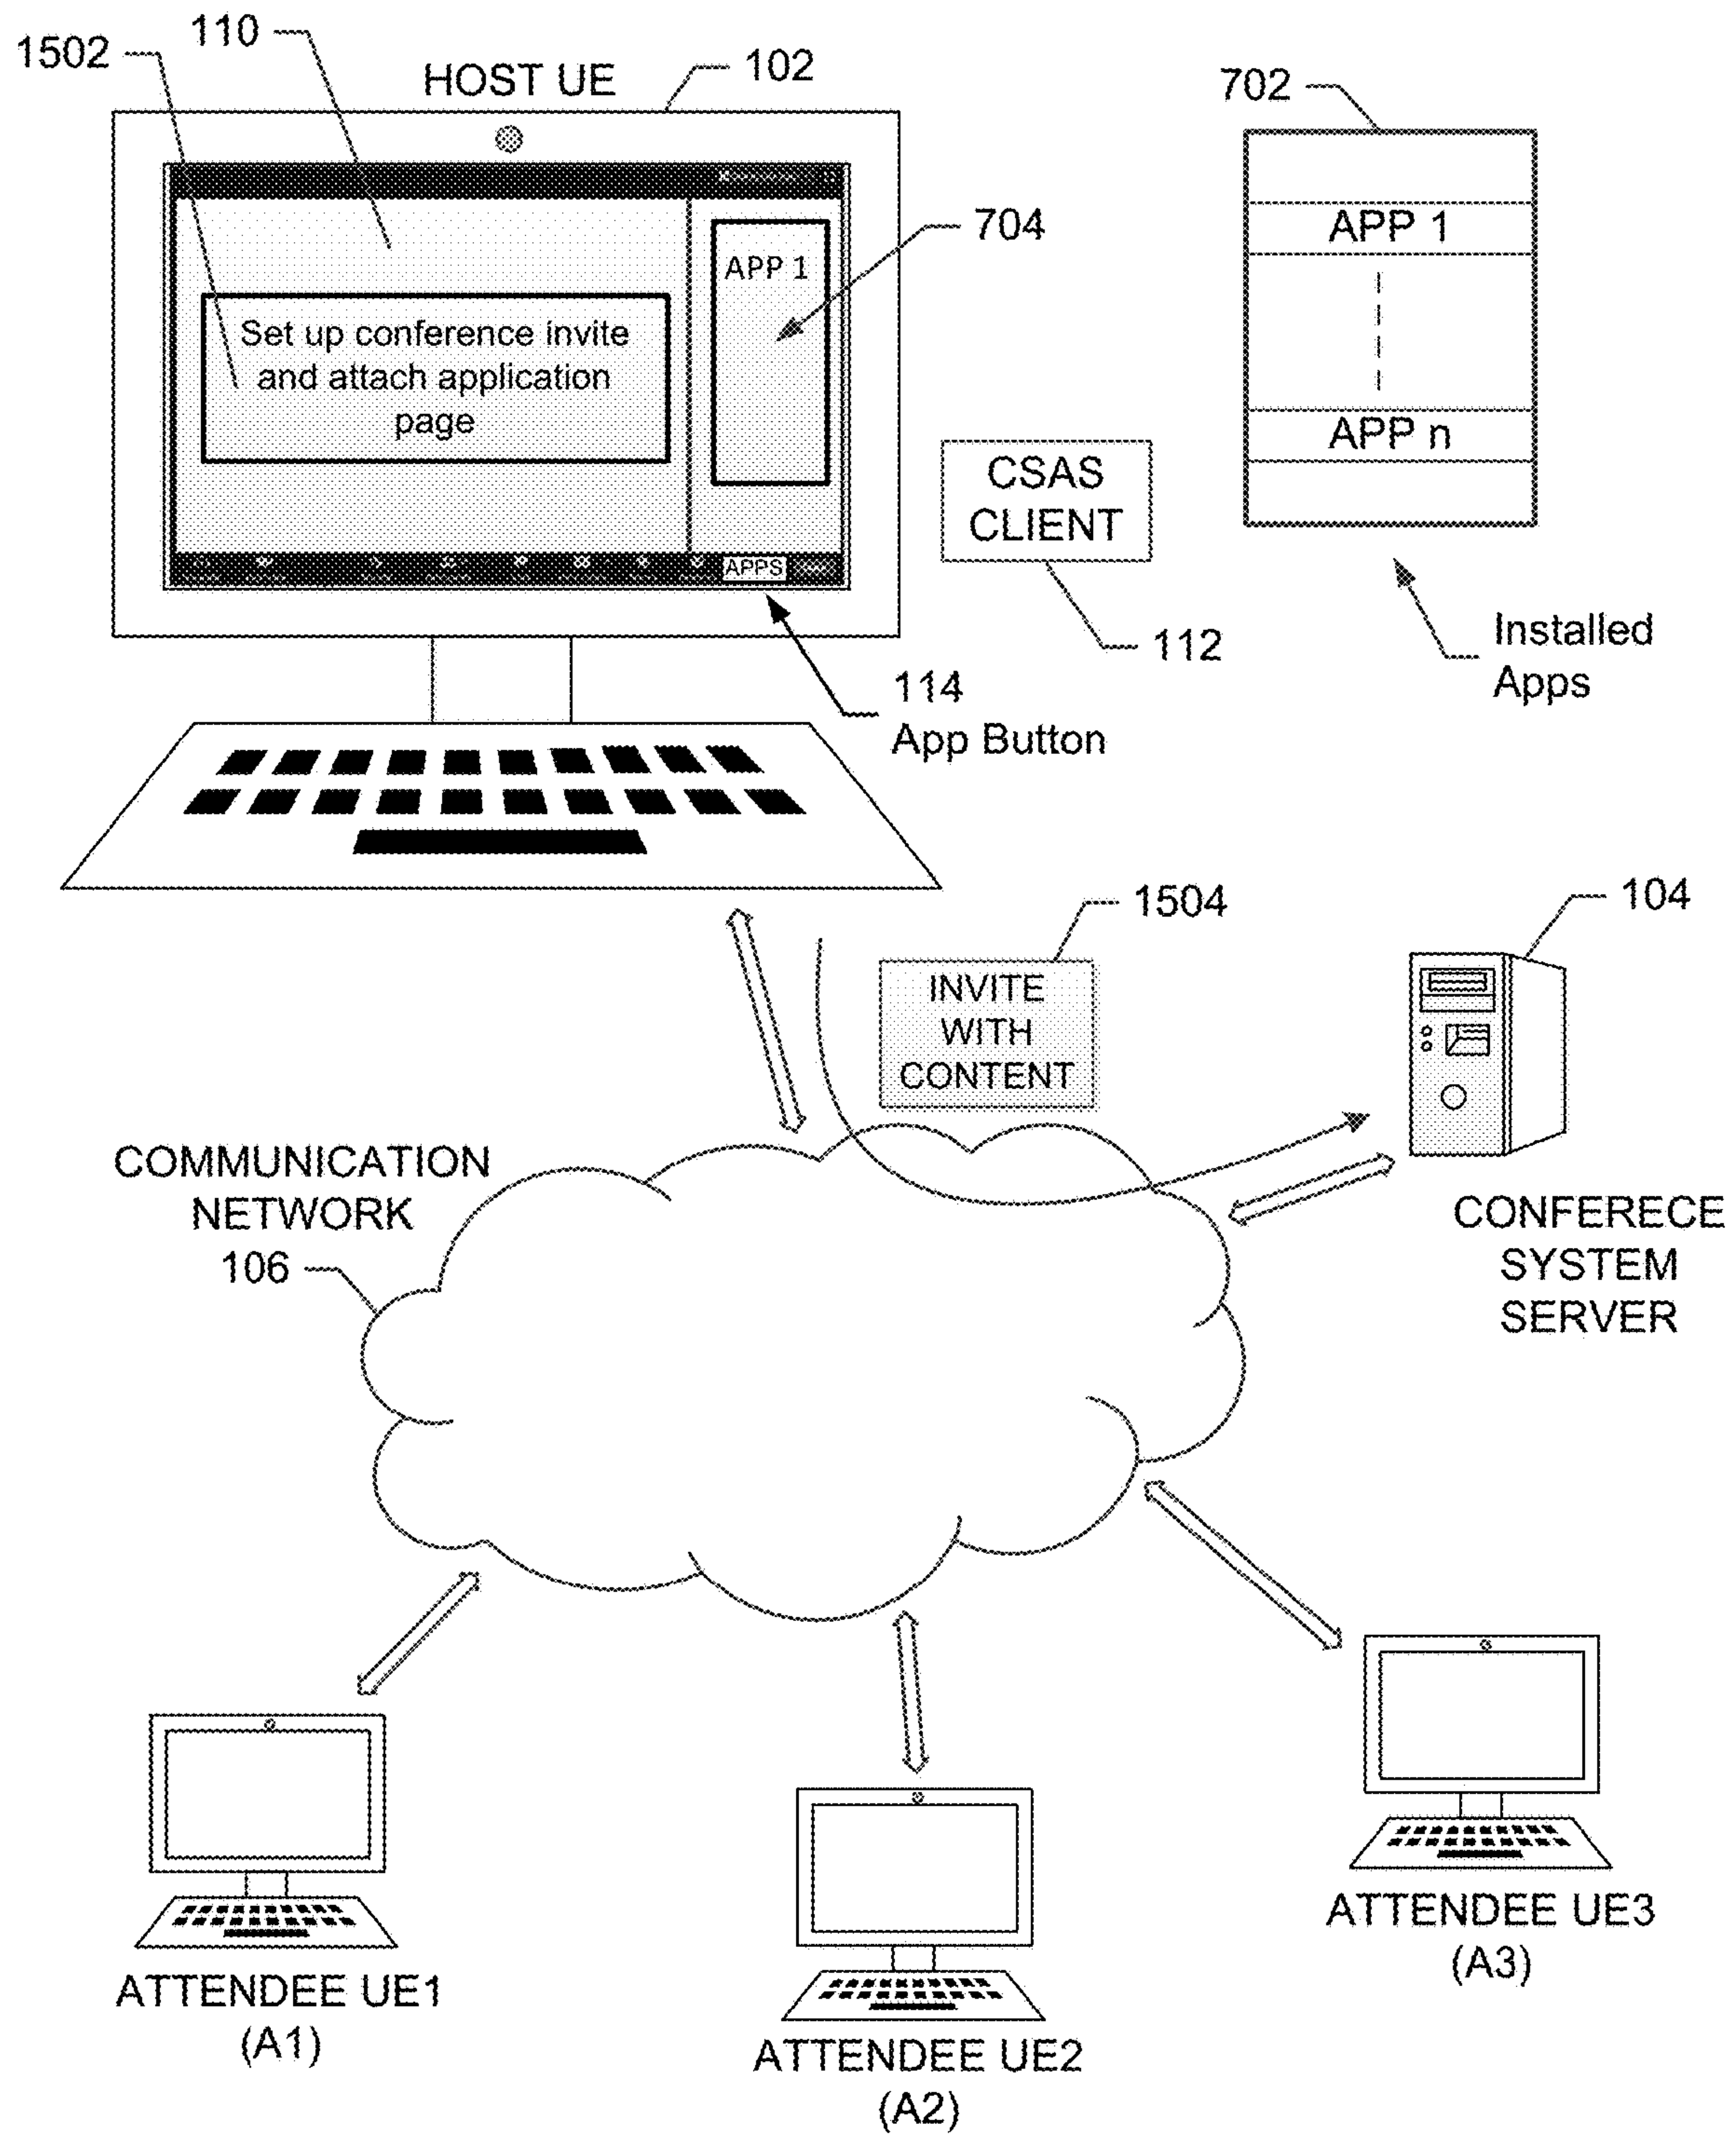 110
1502
HOST UE
102
702
704
APP 1
APP 1
Set up conference invite
and attach application
page
APP n
CSAS
CLIENT
APPS
112
Installed
Apps
114
App Button
1504
104
INVITE
WITH
CONTENT
COMMUNICATION
NETWORK
106
CONFERECE
SYSTEM
SERVER
ATTENDEE UE3
(A3)
ATTENDEE UE1
(A1)
ATTENDEE UE2
(A2)